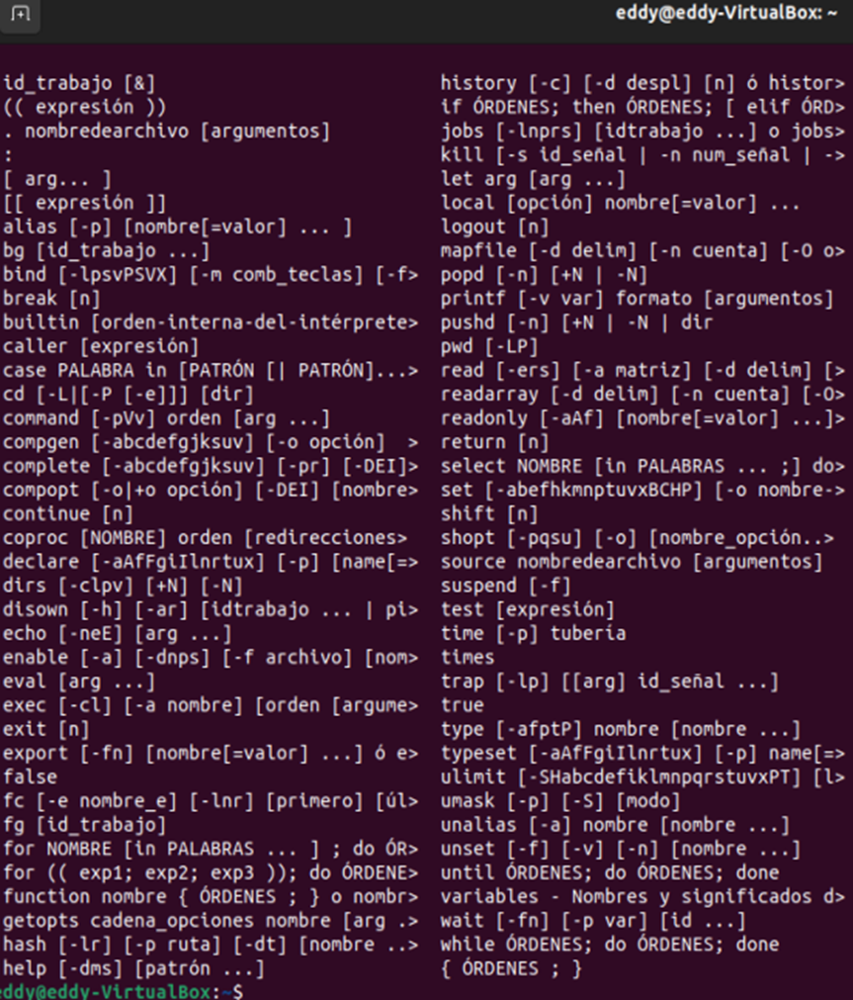 eddy@eddy-VirtualBox: ~
id_trabajo [&]
(( expresión ))
. nombredearchivo [argumentos]
:
[ arg... ]
[[ expresión ]]
alias [-p] [nombre[=valor] ... ]
bg [id_trabajo ...]
bind [-lpsvPSVX] [-m comb_teclas] [-f>
break [n]
builtin [orden-interna-del-intérprete>
caller [expresión]
case PALABRA in [PATRÓN [| PATRÓN]...>
cd [-L|[-P [-e]]] [dir]
command [-pVv] orden [arg ...]
compgen [-abcdefgjksuv] [-o opción]  >
complete [-abcdefgjksuv] [-pr] [-DEI]>
compopt [-o|+o opción] [-DEI] [nombre>
continue [n]
coproc [NOMBRE] orden [redirecciones>
declare [-aAfFgiIlnrtux] [-p] [name[=>
dirs [-clpv] [+N] [-N]
disown [-h] [-ar] [idtrabajo ... | pi>
echo [-neE] [arg ...]
enable [-a] [-dnps] [-f archivo] [nom>
eval [arg ...]
exec [-cl] [-a nombre] [orden [argume>
exit [n]
export [-fn] [nombre[=valor] ...] ó e>
false
fc [-e nombre_e] [-lnr] [primero] [úl>
fg [id_trabajo]
for NOMBRE [in PALABRAS ... ] ; do ÓR>
for (( exp1; exp2; exp3 )); do ÓRDENE>
function nombre { ÓRDENES ; } o nombr>
getopts cadena_opciones nombre [arg .>
hash [-lr] [-p ruta] [-dt] [nombre ..>
help [-dms] [patrón ...]
history [-c] [-d despl] [n] ó histor>
if ÓRDENES; then ÓRDENES; [ elif ÓRD>
jobs [-lnprs] [idtrabajo ...] o jobs>
kill [-s id_señal | -n num_señal | ->
let arg [arg ...]
local [opción] nombre[=valor] ...
logout [n]
mapfile [-d delim] [-n cuenta] [-O o>
popd [-n] [+N | -N]
printf [-v var] formato [argumentos]
pushd [-n] [+N | -N | dir
pwd [-LP]
read [-ers] [-a matriz] [-d delim] [>
readarray [-d delim] [-n cuenta] [-O>
readonly [-aAf] [nombre[=valor] ...]>
return [n]
select NOMBRE [in PALABRAS ... ;] do>
set [-abefhkmnptuvxBCHP] [-o nombre->
shift [n]
shopt [-pqsu] [-o] [nombre_opción..>
source nombredearchivo [argumentos]
suspend [-f]
test [expresión]
time [-p] tubería
times
trap [-lp] [[arg] id_señal ...]
true
type [-afptP] nombre [nombre ...]
typeset [-aAfFgiIlnrtux] [-p] name[=>
ulimit [-SHabcdefiklmnpqrstuvxPT] [l>
umask [-p] [-S] [modo]
unalias [-a] nombre [nombre ...]
unset [-f] [-v] [-n] [nombre ...]
until ÓRDENES; do ÓRDENES; done
variables - Nombres y significados d>
wait [-fn] [-p var] [id ...]
while ÓRDENES; do ÓRDENES; done
{ ÓRDENES ; }
eddy@eddy-VirtualBox:~$